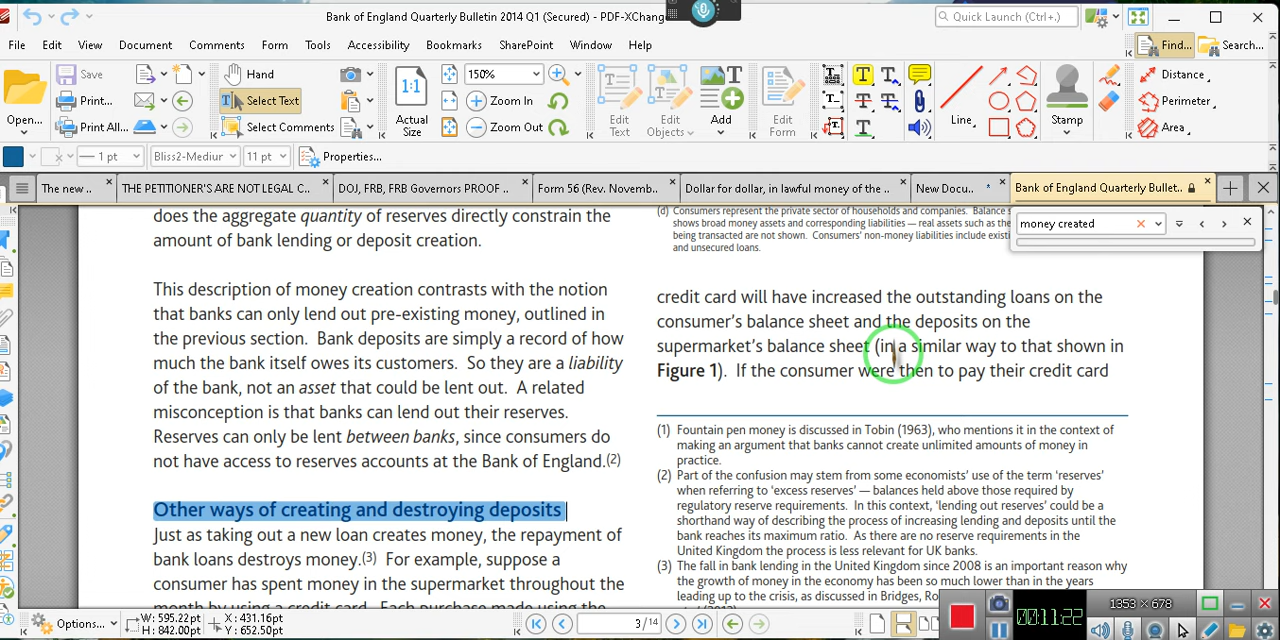 Bank of England Quarterly Bulletin 2014 Q1 (Secured) - PDF-XChan
Quick Launch (Ctrl+.)
File Edit View Document Comments Form Tools Accessibility Bookmarks SharePoint Window Help
Find... Search...
Open...
Save
Print...
Print All...
Hand
Select Text
Select Comments
1:1
Actual
Size
150%
Zoom In
Zoom Out
Edit
Text
Edit
Objects
Add
Edit
Form
Line
Stamp
Distance
Perimeter
Area
1 pt Bliss2-Mediur 11 pt Properties...
The new .. THE PETITIONER'S ARE NOT LEGAL C... DOJ, FRB, FRB Governors PROOF .. Form 56 (Rev. Novemb.. Dollar for dollar, in lawful money of the .. New Docu.. * Bank of England Quarterly Bullet..
money created
does the aggregate quantity of reserves directly constrain the
amount of bank lending or deposit creation.
This description of money creation contrasts with the notion
that banks can only lend out pre-existing money, outlined in
the previous section. Bank deposits are simply a record of how
much the bank itself owes its customers. So they are a liability
of the bank, not an asset that could be lent out. A related
misconception is that banks can lend out their reserves.
Reserves can only be lent between banks, since consumers do
not have access to reserves accounts at the Bank of England.(2)
Other ways of creating and destroying deposits
Just as taking out a new loan creates money, the repayment of
bank loans destroys money.(3) For example, suppose a
consumer has spent money in the supermarket throughout the
month by using a credit card. Each purchase made using the
(d) Consumers represent the private sector of households and companies. Balance
shows broad money assets and corresponding liabilities — real assets such as the
being transacted are not shown. Consumers' non-money liabilities include exist
and unsecured loans.
credit card will have increased the outstanding loans on the
consumer's balance sheet and the deposits on the
supermarket's balance sheet (in a similar way to that shown in
Figure 1). If the consumer were then to pay their credit card
(1) Fountain pen money is discussed in Tobin (1963), who mentions it in the context of
making an argument that banks cannot create unlimited amounts of money in
practice.
(2) Part of the confusion may stem from some economists' use of the term 'reserves'
when referring to 'excess reserves' — balances held above those required by
regulatory reserve requirements. In this context, 'lending out reserves' could be a
shorthand way of describing the process of increasing lending and deposits until the
bank reaches its maximum ratio. As there are no reserve requirements in the
United Kingdom the process is less relevant for UK banks.
(3) The fall in bank lending in the United Kingdom since 2008 is an important reason why
the growth of money in the economy has been so much lower than in the years
leading up to the crisis, as discussed in Bridges, Ro
Options...
W: 595.22pt
H: 842.00pt
X: 431.16pt
Y: 652.50pt
3 / 14
00:11:22
1353 × 678